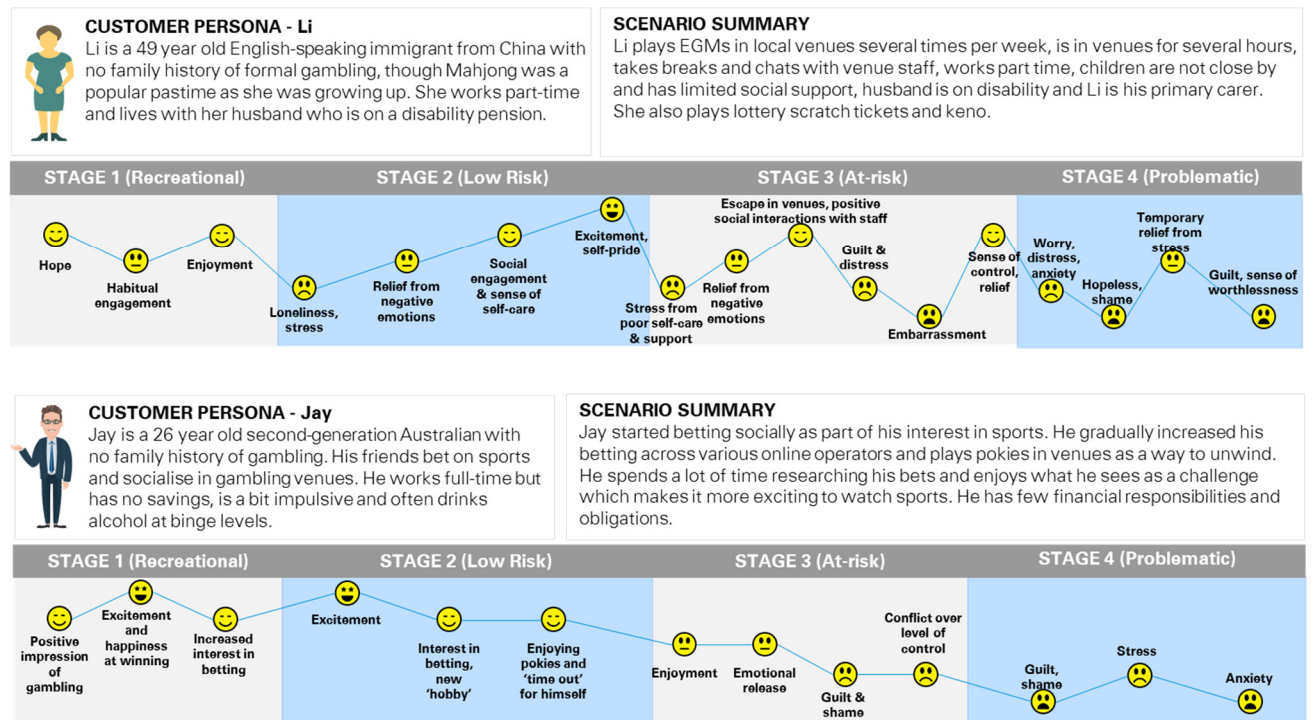 CUSTOMER PERSONA - Li
Li is a 49 year old English-speaking immigrant from China with
no family history of formal gambling, though Mahjong was a
popular pastime as she was growing up. She works part-time
and lives with her husband who is on a disability pension.
SCENARIO SUMMARY
Li plays EGMs in local venues several times per week, is in venues for several hours,
takes breaks and chats with venue staff, works part time, children are not close by
and has limited social support, husband is on disability and Li is his primary carer.
She also plays lottery scratch tickets and keno.
STAGE 1 (Recreational)
STAGE 2 (Low Risk)
STAGE 3 (At-risk)
STAGE 4 (Problematic)
Hope
Habitual
engagement
Enjoyment
Loneliness,
stress
Relief from
negative
emotions
Social
engagement
& sense of
self-care
Excitement,
self-pride
Stress from
poor self-care
& support
Relief from
negative
emotions
Escape in venues, positive
social interactions with staff
Guilt &
distress
Embarrassment
Sense of
control,
relief
Worry,
distress,
anxiety
Hopeless,
shame
Temporary
relief from
stress
Guilt, sense of
worthlessness
CUSTOMER PERSONA - Jay
Jay is a 26 year old second-generation Australian with
no family history of gambling. His friends bet on sports
and socialise in gambling venues. He works full-time but
has no savings, is a bit impulsive and often drinks
alcohol at binge levels.
SCENARIO SUMMARY
Jay started betting socially as part of his interest in sports. He gradually increased his
betting across various online operators and plays pokies in venues as a way to unwind.
He spends a lot of time researching his bets and enjoys what he sees as a challenge
which makes it more exciting to watch sports. He has few financial responsibilities and
obligations.
STAGE 1 (Recreational)
STAGE 2 (Low Risk)
STAGE 3 (At-risk)
STAGE 4 (Problematic)
Positive
impression
of
gambling
Excitement
and
happiness
at winning
Increased
interest in
betting
Excitement
Interest in
betting,
new
'hobby'
Enjoying
pokies and
'time out'
for himself
Enjoyment
Emotional
release
Guilt &
shame
Conflict over
level of
control
Guilt,
shame
Stress
Anxiety